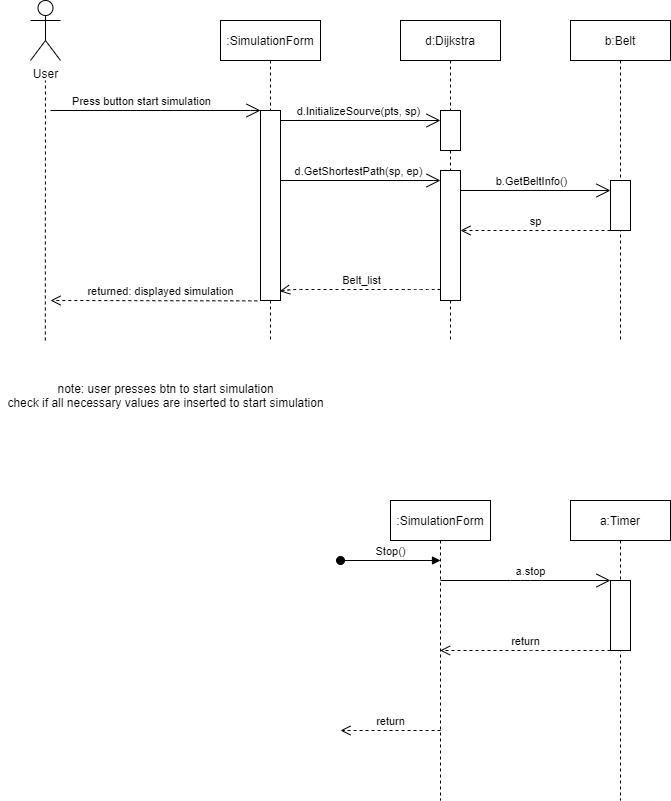 :SimulationForm
d:Dijkstra
b:Belt
User
Press button start simulation
d.InitializeSourve(pts, sp)
d.GetShortestPath(sp, ep)
b.GetBeltInfo()
sp
Belt_list
returned: displayed simulation
note: user presses btn to start simulation
check if all necessary values are inserted to start simulation
:SimulationForm
a:Timer
Stop()
a.stop
return
return